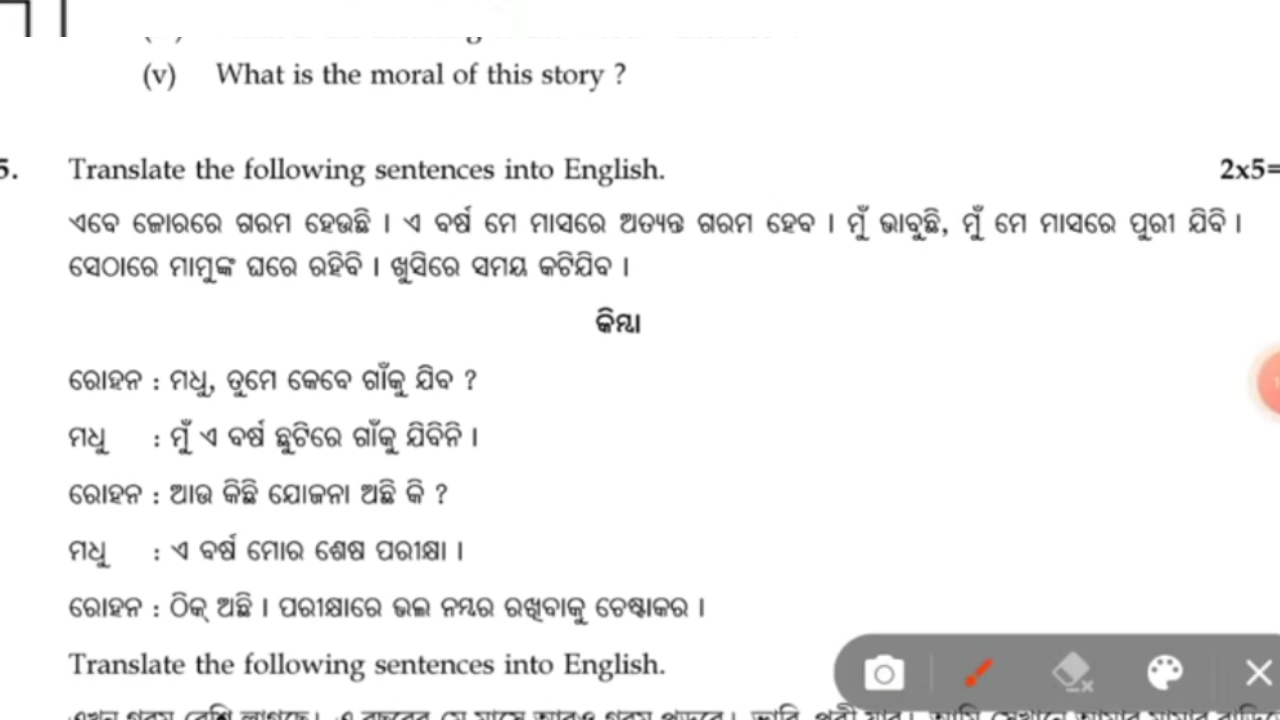 (v) What is the moral of this story ?
5. Translate the following sentences into English. 2x5=
ଏବେ ଜୋରରେ ଗରମ ହେଉଛି । ଏ ବର୍ଷ ମେ ମାସରେ ଅତ୍ୟନ୍ତ ଗରମ ହେବ । ମୁଁ ଭାବୁଛି, ମୁଁ ମେ ମାସରେ ପୁରୀ ଯିବି ।
ସେଠାରେ ମାମୁଙ୍କ ଘରେ ରହିବି । ଖୁସିରେ ସମୟ କଟିଯିବ ।
କିମ୍ଵା
ରୋହନ : ମଧୁ, ତୁମେ କେବେ ଗାଁକୁ ଯିବ ?
ମଧୁ : ମୁଁ ଏ ବର୍ଷ ଛୁଟିରେ ଗାଁକୁ ଯିବିନି ।
ରୋହନ : ଆଉ କିଛି ଯୋଜନା ଅଛି କି ?
ମଧୁ : ଏ ବର୍ଷ ମୋର ଶେଷ ପରୀକ୍ଷା ।
ରୋହନ : ଠିକ୍ ଅଛି । ପରୀକ୍ଷାରେ ଭଲ ନମ୍ବର ରଖିବାକୁ ଚେଷ୍ଟାକର ।
Translate the following sentences into English.